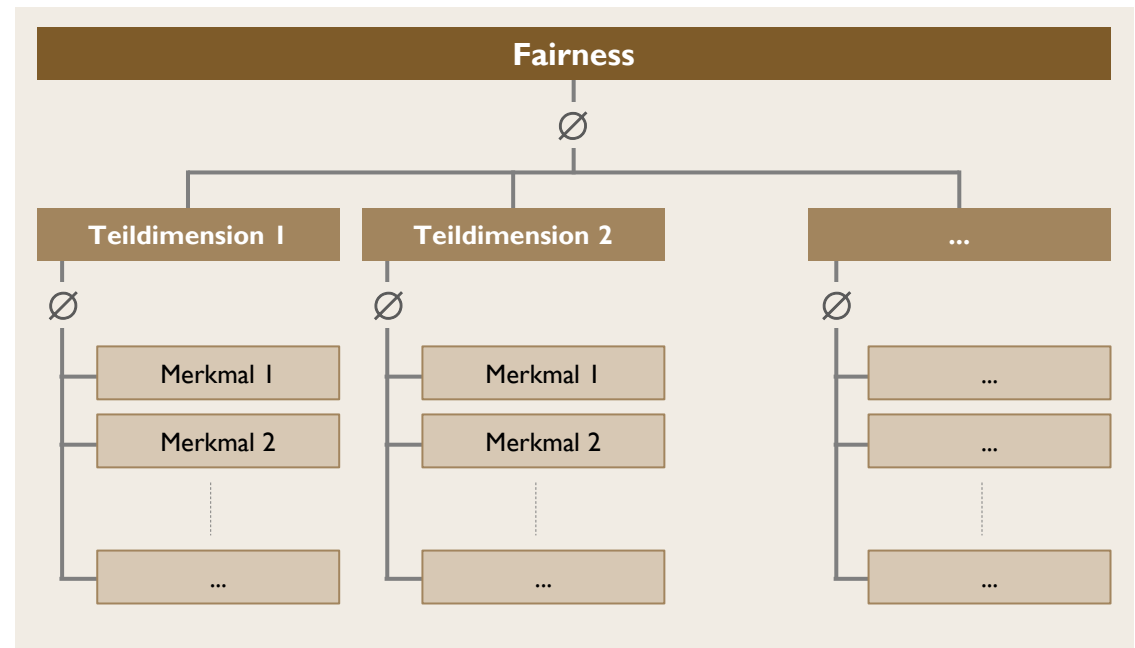 Fairness
∅
Teildimension 1
Teildimension 2
...
∅
∅
∅
Merkmal 1
Merkmal 1
...
Merkmal 2
Merkmal 2
...
...
...
...